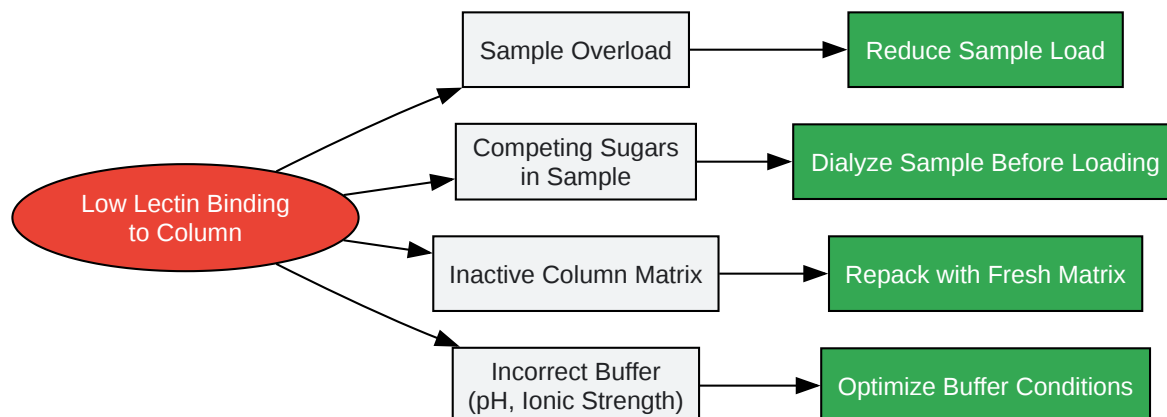 Low Lectin Binding
to Column
Sample Overload
Reduce Sample Load
Competing Sugars
in Sample
Dialyze Sample Before Loading
Inactive Column Matrix
Repack with Fresh Matrix
Incorrect Buffer
(pH, Ionic Strength)
Optimize Buffer Conditions